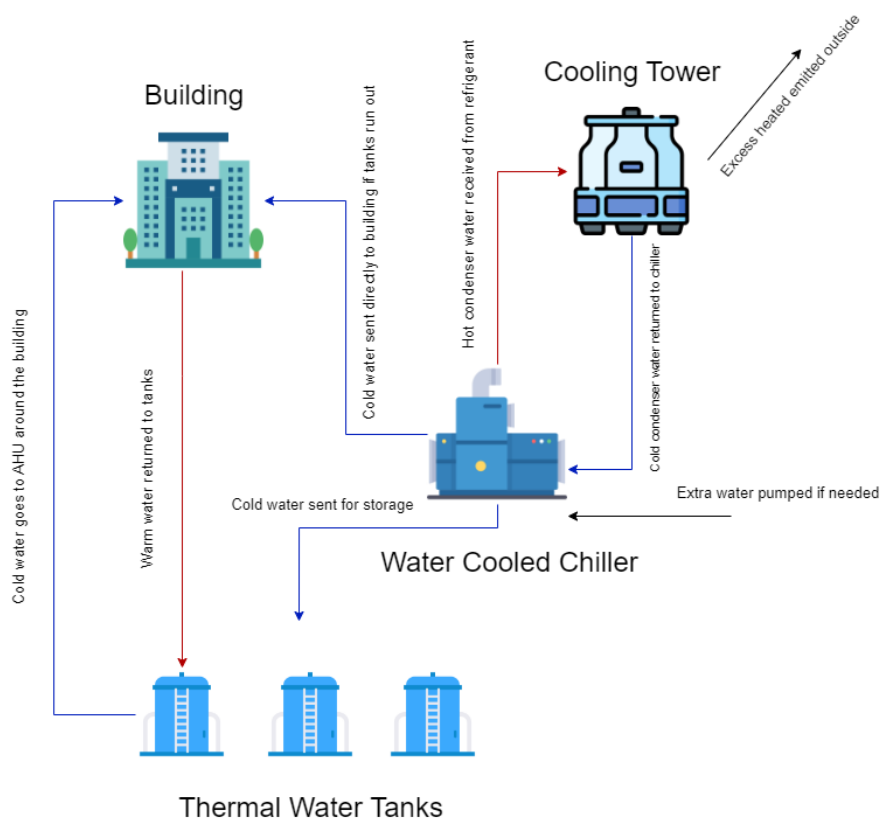 Cooling Tower
Excess heated emitted outside
Building
Cold water sent directly to building if tanks run out
Hot condenser water received from refrigerant
Cold condenser water returned to chiller
Cold water goes to AHU around the building
Warm water returned to tanks
Cold water sent for storage
Extra water pumped if needed
Water Cooled Chiller
Thermal Water Tanks